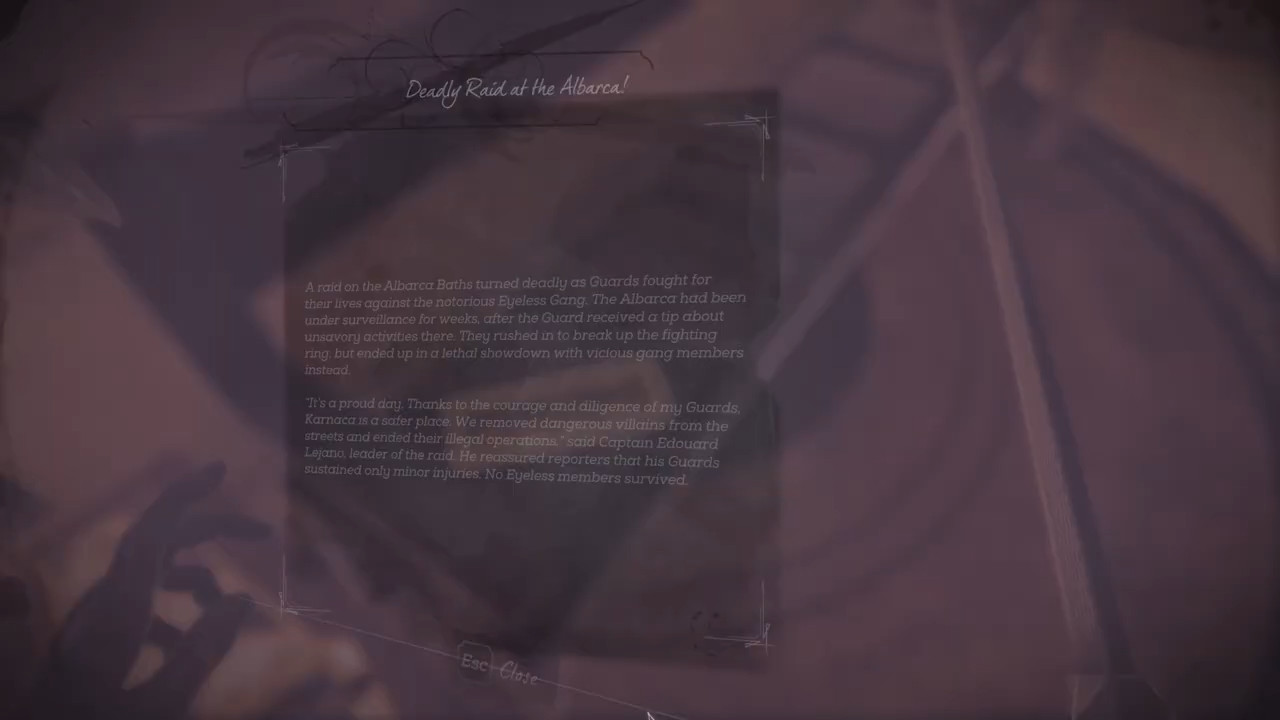 Deadly Raid at the Albarca!
A raid on the Albarca Baths turned deadly as Guards fought for
their lives against the notorious Eyeless Gang. The Albarca had been
under surveillance for weeks, after the Guard received a tip about
unsavory activities there. They rushed in to break up the fighting
ring, but ended up in a lethal showdown with vicious gang members
instead.
"It's a proud day. Thanks to the courage and diligence of my Guards,
Karnaca is a safer place. We removed dangerous villains from the
streets and ended their illegal operations," said Captain Edouard
Lejano, leader of the raid. He reassured reporters that his Guards
sustained only minor injuries. No Eyeless members survived.
Esc Close